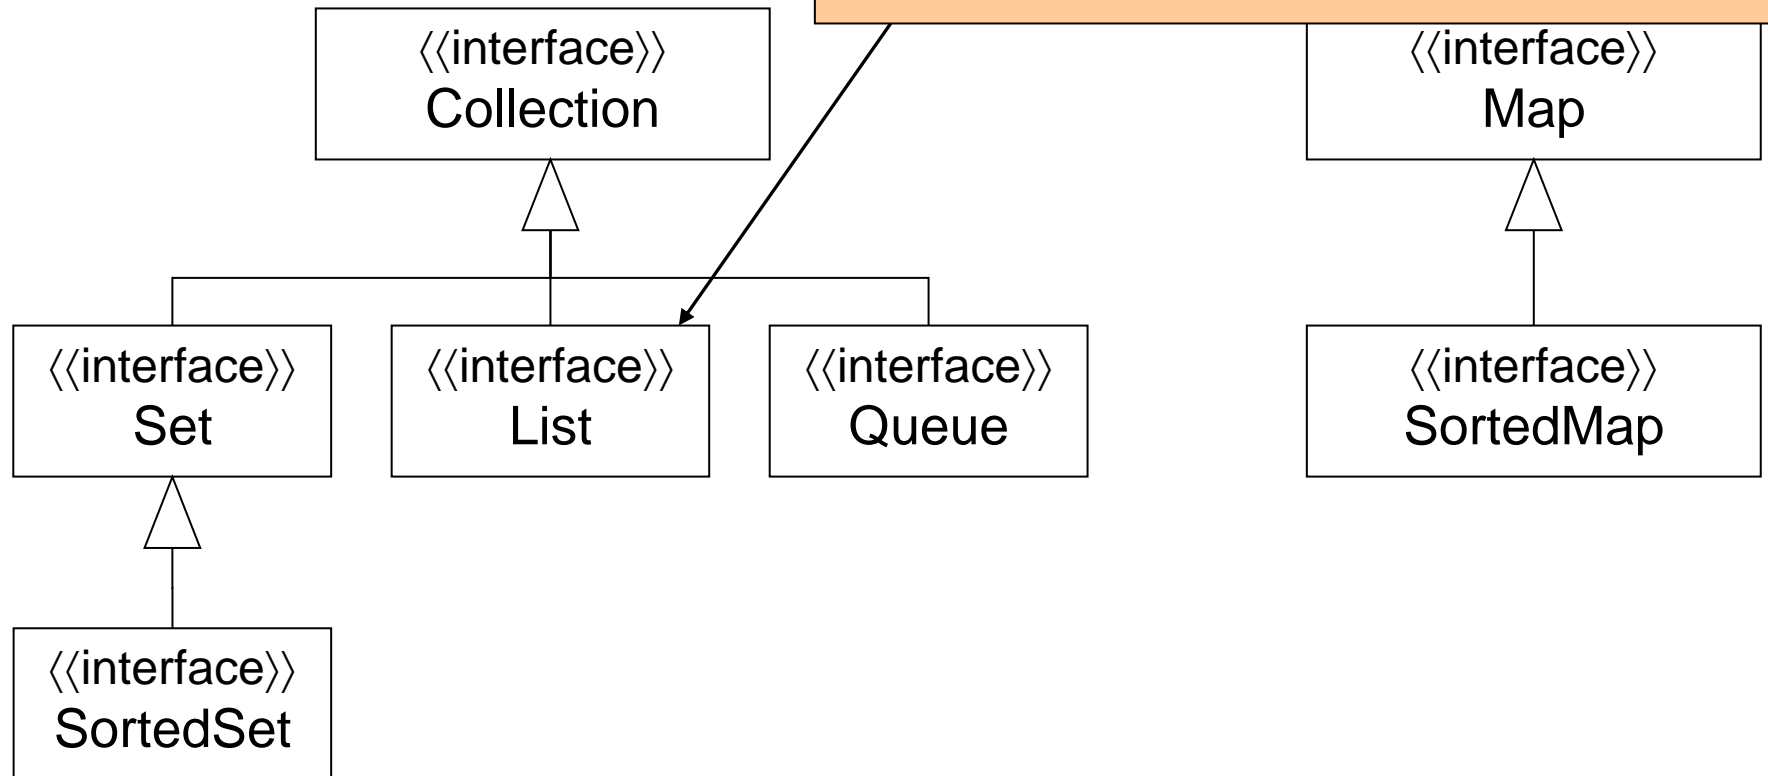 〈〈interface〉〉
Collection
〈〈interface〉〉
Map
〈〈interface〉〉
Set
〈〈interface〉〉
List
〈〈interface〉〉
Queue
〈〈interface〉〉
SortedMap
〈〈interface〉〉
SortedSet